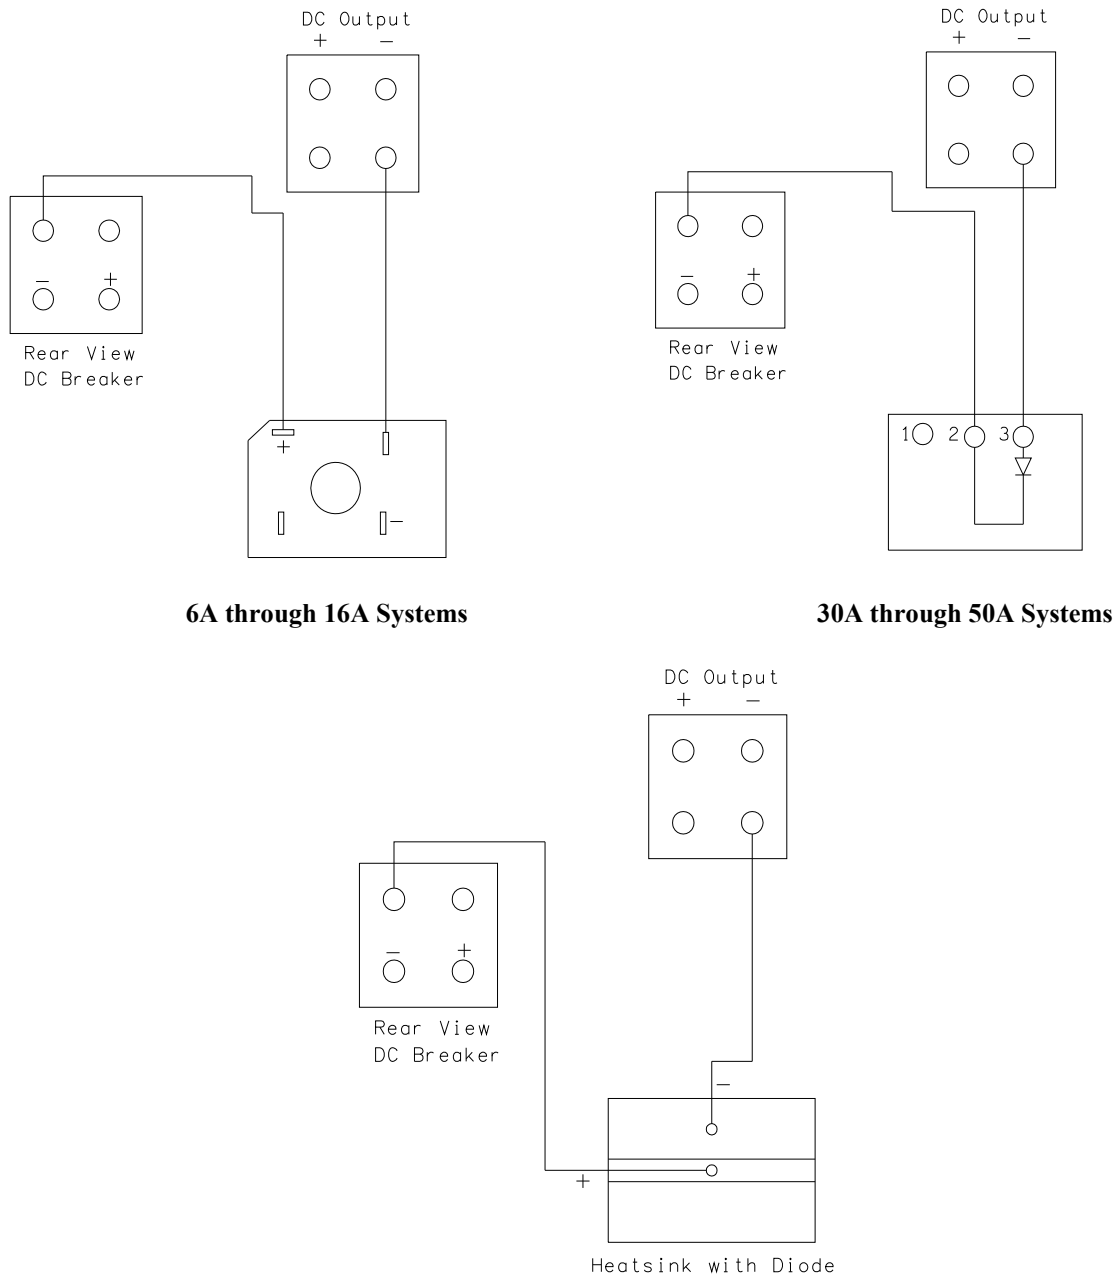 DC Output
+ −
− +
Rear View
DC Breaker
+
−
6A through 16A Systems
DC Output
+ −
− +
Rear View
DC Breaker
1 2 3
30A through 50A Systems
DC Output
+ −
− +
Rear View
DC Breaker
−
+
Heatsink with Diode